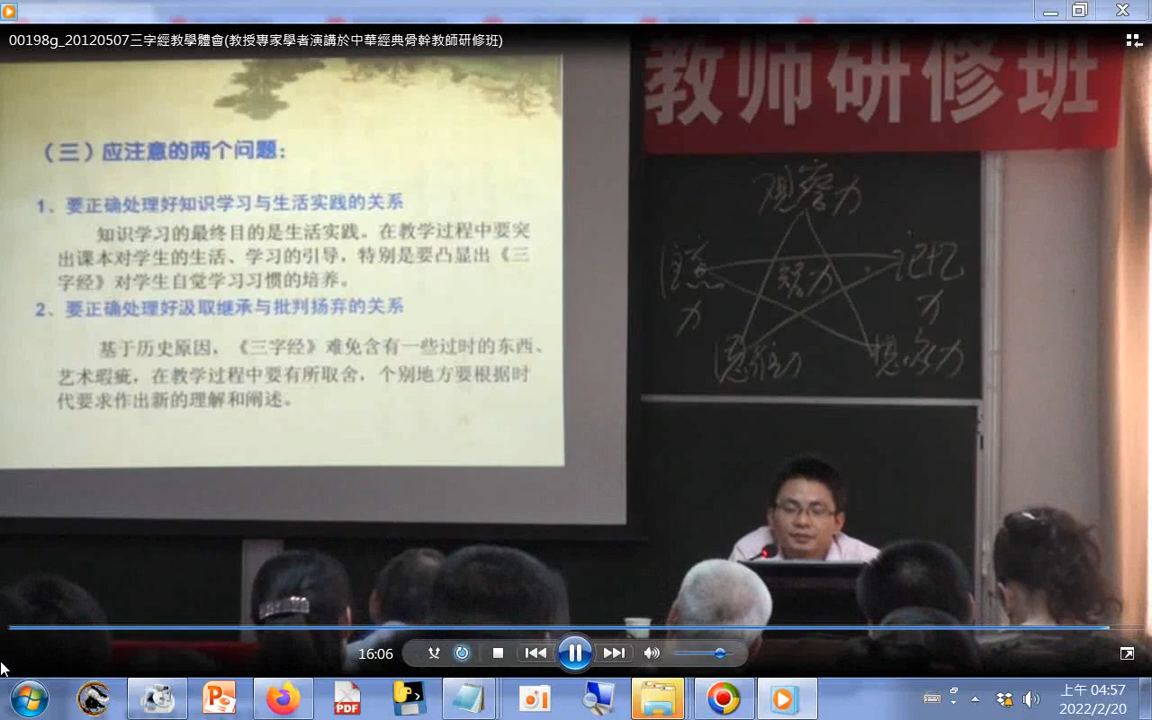 00198g_20120507三字經教學體會(教授專家學者演講於中華經典骨幹教師研修班)
教师研修班
（三）应注意的两个问题：
1、要正确处理好知识学习与生活实践的关系
知识学习的最终目的是生活实践。在教学过程中要突
出课本对学生的生活、学习的引导，特别是要凸显出《三
字经》对学生自觉学习习惯的培养。
2、要正确处理好汲取继承与批判扬弃的关系
基于历史原因，《三字经》难免含有一些过时的东西、
艺术瑕疵，在教学过程中要有所取舍，个别地方要根据时
代要求作出新的理解和阐述。
观察力
注意
力
智力
记忆
力
思维力
想像力
16:06
PDF
上午 04:57
2022/2/20